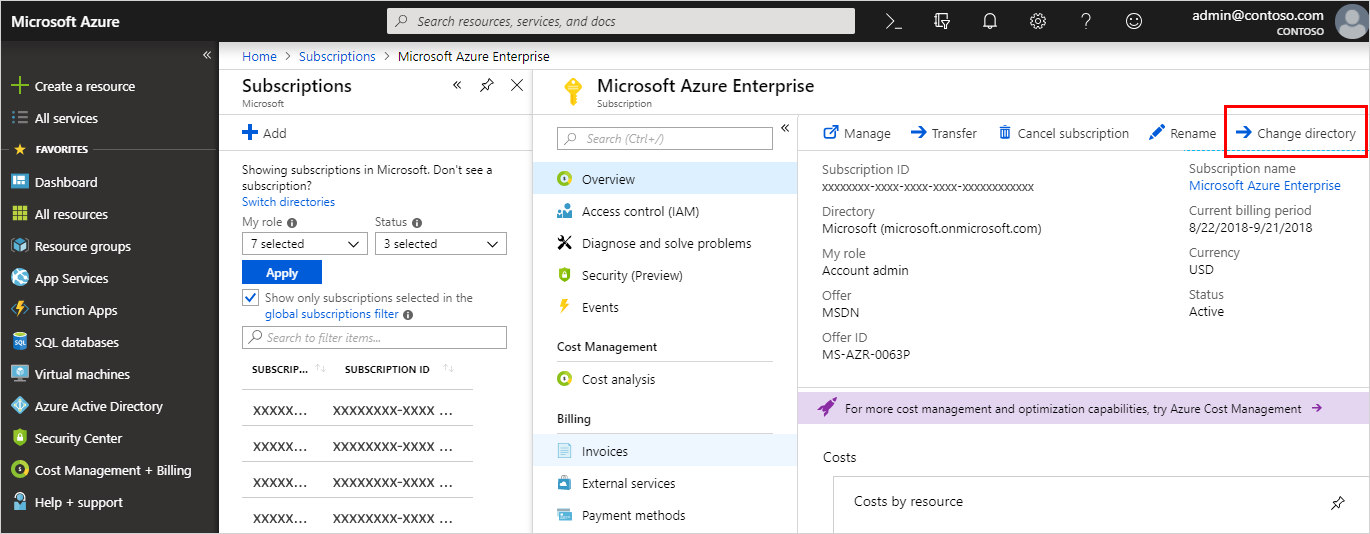 Microsoft Azure
Search resources, services, and docs
admin@contoso.com
CONTOSO
Create a resource
All services
FAVORITES
Dashboard
All resources
Resource groups
App Services
Function Apps
SQL databases
Virtual machines
Azure Active Directory
Security Center
Cost Management + Billing
Help + support
Home > Subscriptions > Microsoft Azure Enterprise
Subscriptions
Microsoft
Add
Showing subscriptions in Microsoft. Don't see a
subscription?
Switch directories
My role Status
7 selected 3 selected
Apply
Show only subscriptions selected in the
global subscriptions filter
Search to filter items...
SUBSCRIP... SUBSCRIPTION ID
XXXXX... XXXXXXXX-XXXX ...
XXXXX... XXXXXXXX-XXXX ...
XXXXX... XXXXXXXX-XXXX ...
XXXXX... XXXXXXXX-XXXX ...
Microsoft Azure Enterprise
Subscription
Search (Ctrl+/)
Overview
Access control (IAM)
Diagnose and solve problems
Security (Preview)
Events
Cost Management
Cost analysis
Billing
Invoices
External services
Payment methods
Manage Transfer Cancel subscription Rename Change directory
Subscription ID
xxxxxxxx-xxxx-xxxx-xxxx-xxxxxxxxxxxx
Directory
Microsoft (microsoft.onmicrosoft.com)
My role
Account admin
Offer
MSDN
Offer ID
MS-AZR-0063P
Subscription name
Microsoft Azure Enterprise
Current billing period
8/22/2018-9/21/2018
Currency
USD
Status
Active
For more cost management and optimization capabilities, try Azure Cost Management
Costs
Costs by resource